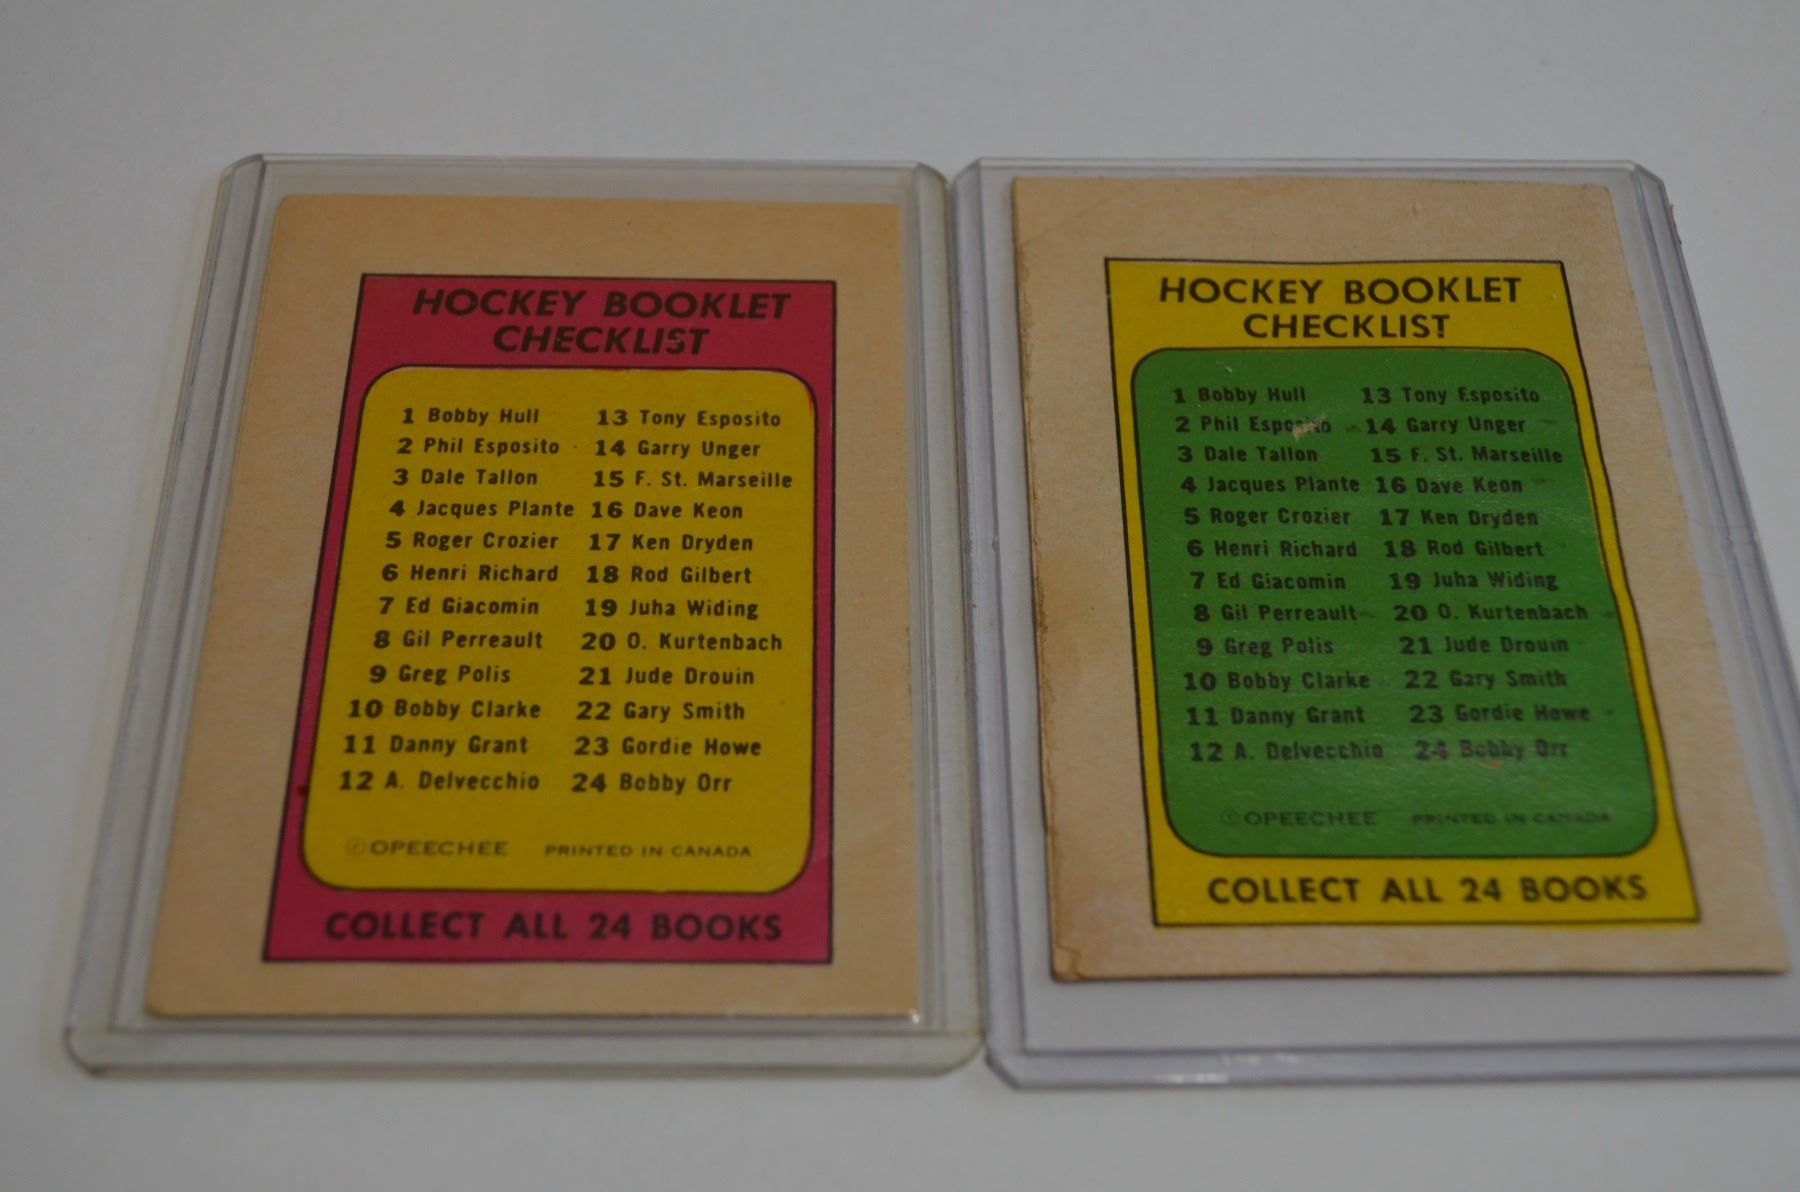 HOCKEY BOOKLET
CHECKLIST
1 Bobby Hull 13 Tony Esposito
2 Phil Esposito 14 Garry Unger
3 Dale Tallon 15 F. St. Marseille
4 Jacques Plante 16 Dave Keon
5 Roger Crozier 17 Ken Dryden
6 Henri Richard 18 Rod Gilbert
7 Ed Giacomin 19 Juha Widing
8 Gil Perreault 20 O. Kurtenbach
9 Greg Polis 21 Jude Drouin
10 Bobby Clarke 22 Gary Smith
11 Danny Grant 23 Gordie Howe
12 A. Delvecchio 24 Bobby Orr
© OPEECHEE PRINTED IN CANADA
COLLECT ALL 24 BOOKS
HOCKEY BOOKLET
CHECKLIST
1 Bobby Hull 13 Tony Esposito
2 Phil Esposito 14 Garry Unger
3 Dale Tallon 15 F. St. Marseille
4 Jacques Plante 16 Dave Keon
5 Roger Crozier 17 Ken Dryden
6 Henri Richard 18 Rod Gilbert
7 Ed Giacomin 19 Juha Widing
8 Gil Perreault 20 O. Kurtenbach
9 Greg Polis 21 Jude Drouin
10 Bobby Clarke 22 Gary Smith
11 Danny Grant 23 Gordie Howe
12 A. Delvecchio 24 Bobby Orr
© OPEECHEE PRINTED IN CANADA
COLLECT ALL 24 BOOKS